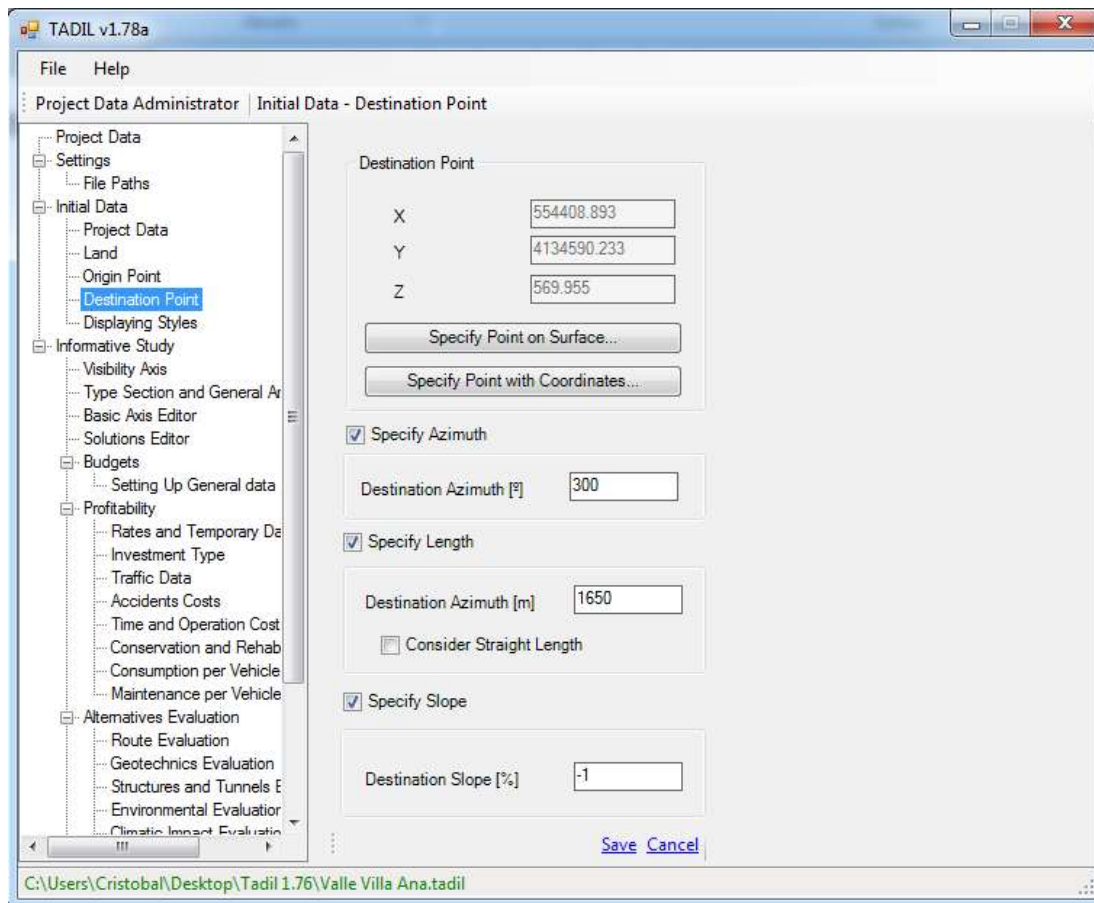 TADIL v1.78a
File Help
Project Data Administrator Initial Data - Destination Point
Project Data
Settings
File Paths
Initial Data
Project Data
Land
Origin Point
Destination Point
Displaying Styles
Informative Study
Visibility Axis
Type Section and General Ar
Basic Axis Editor
Solutions Editor
Budgets
Setting Up General data
Profitability
Rates and Temporary Da
Investment Type
Traffic Data
Accidents Costs
Time and Operation Cost
Conservation and Rehab
Consumption per Vehicle
Maintenance per Vehicle
Alternatives Evaluation
Route Evaluation
Geotechnics Evaluation
Structures and Tunnels E
Environmental Evaluation
Climatic Impact Evaluatio
Destination Point
X 554408.893
Y 4134590.233
Z 569.955
Specify Point on Surface...
Specify Point with Coordinates...
Specify Azimuth
Destination Azimuth [º] 300
Specify Length
Destination Azimuth [m] 1650
Consider Straight Length
Specify Slope
Destination Slope [%] -1
Save Cancel
C:\Users\Cristobal\Desktop\Tadil 1.76\Valle Villa Ana.tadil